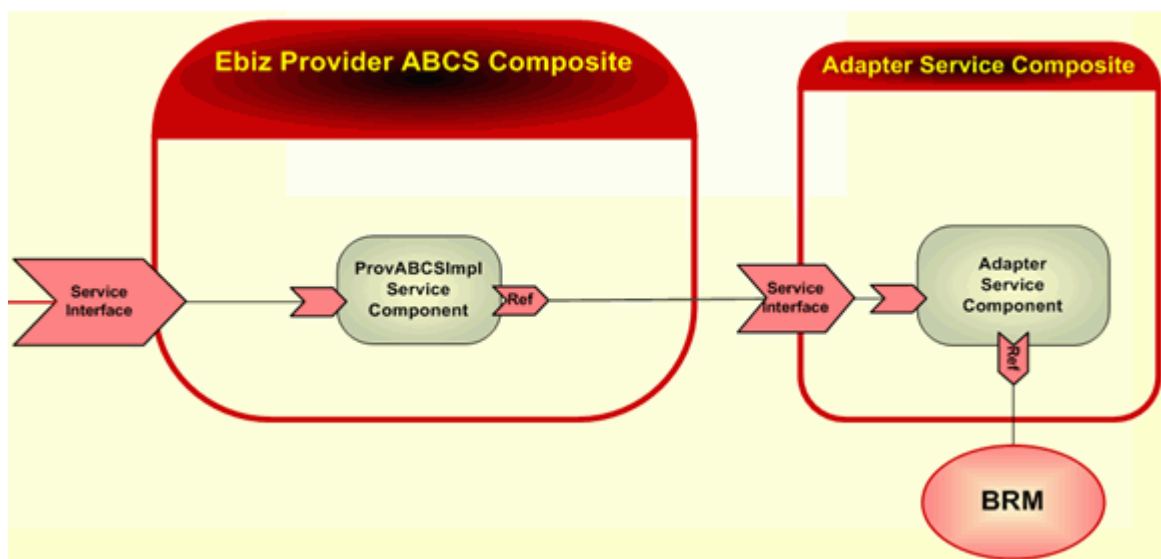 Ebiz Provider ABCS Composite
Adapter Service Composite
Service
Interface
ProvABCSImpl
Service
Component
Ref
Service
Interface
Adapter
Service
Component
Ref
BRM